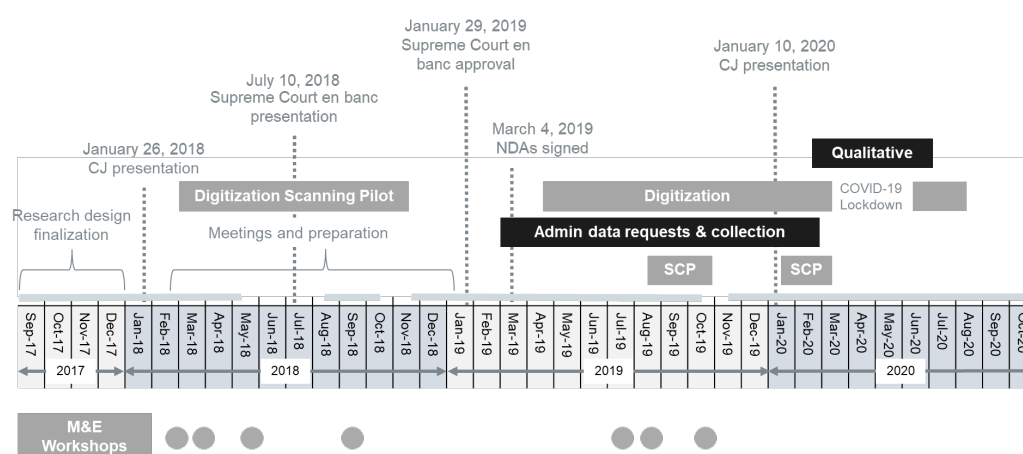 January 29, 2019
Supreme Court en
banc approval
January 10, 2020
CJ presentation
July 10, 2018
Supreme Court en banc
presentation
March 4, 2019
NDAs signed
January 26, 2018
CJ presentation
Qualitative
Digitization Scanning Pilot
Digitization
COVID-19
Lockdown
Research design
finalization
Meetings and preparation
Admin data requests & collection
SCP
SCP
Sep-17
Oct-17
Nov-17
Dec-17
Jan-18
Feb-18
Mar-18
Apr-18
May-18
Jun-18
Jul-18
Aug-18
Sep-18
Oct-18
Nov-18
Dec-18
Jan-19
Feb-19
Mar-19
Apr-19
May-19
Jun-19
Jul-19
Aug-19
Sep-19
Oct-19
Nov-19
Dec-19
Jan-20
Feb-20
Mar-20
Apr-20
May-20
Jun-20
Jul-20
Aug-20
Sep-20
2017
2018
2019
2020
M&E
Workshops